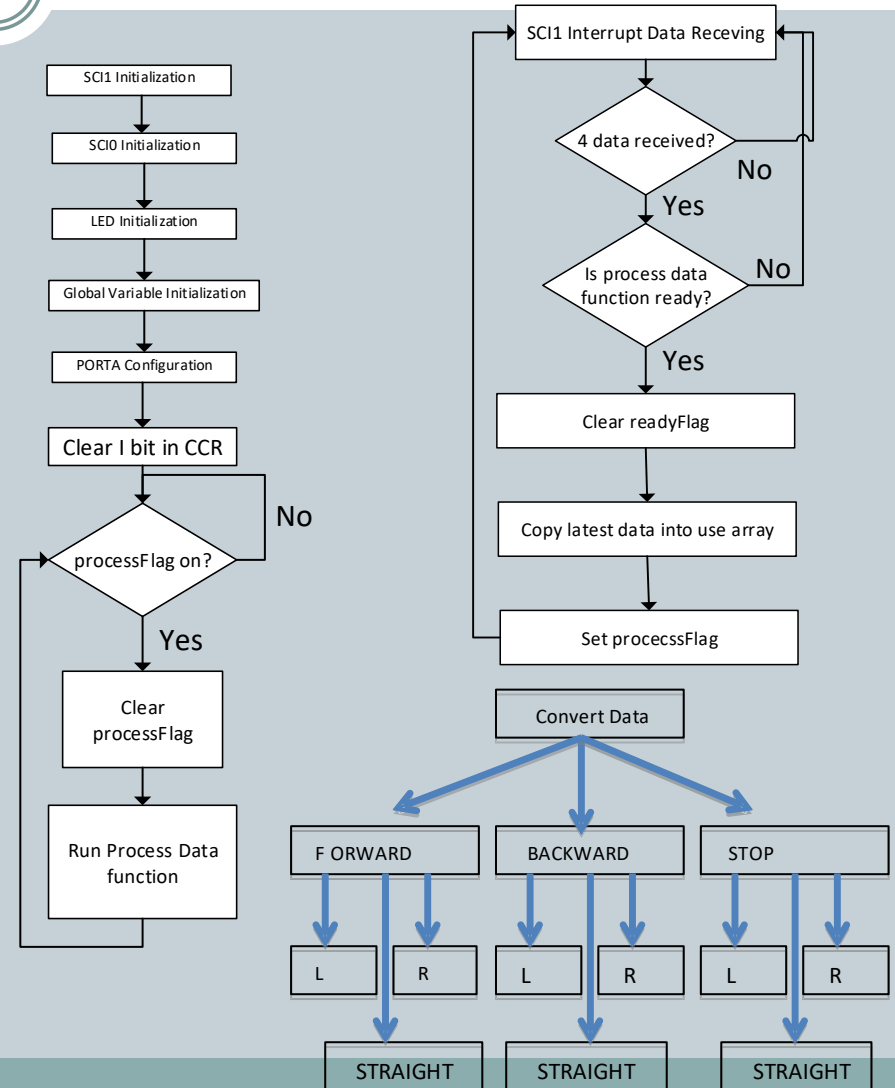 SCI1 Initialization
SCI0 Initialization
LED Initialization
Global Variable Initialization
PORTA Configuration
Clear I bit in CCR
No
processFlag on?
Yes
Clear
processFlag
Run Process Data
function
SCI1 Interrupt Data Receving
4 data received?
No
Yes
Is process data
function ready?
No
Yes
Clear readyFlag
Copy latest data into use array
Set procecssFlag
Convert Data
F ORWARD
BACKWARD
STOP
L
R
L
R
L
R
STRAIGHT
STRAIGHT
STRAIGHT